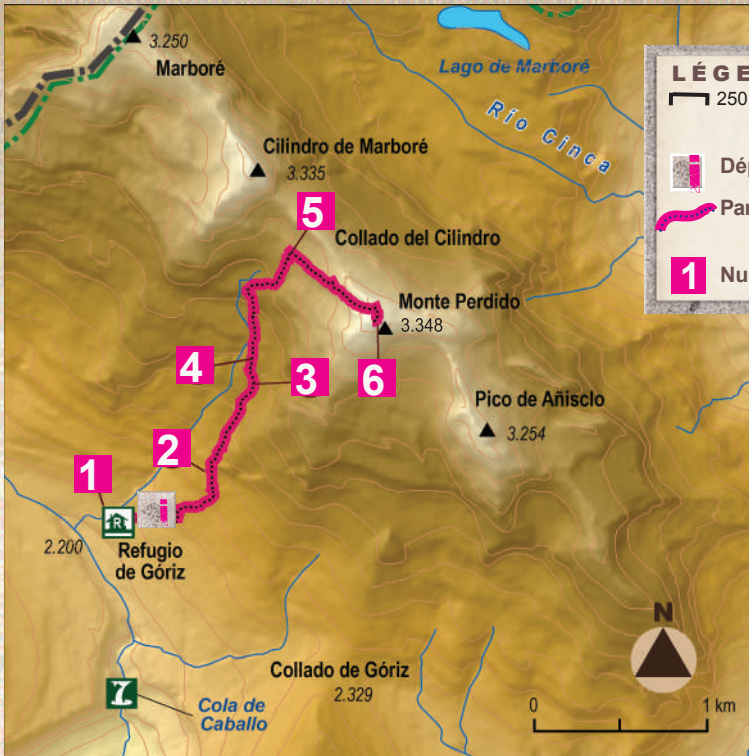 3.250
Marboré
Lago de Marboré
Río Cinca
LÉGE
250
Dép
Par
1 Nu
Cilindro de Marboré
3.335
5
Collado del Cilindro
Monte Perdido
3.348
4
3
6
Pico de Añisclo
3.254
2
1
R
i
2.200
Refugio
de Góriz
N
Collado de Góriz
2.329
Cola de
Caballo
0
1 km